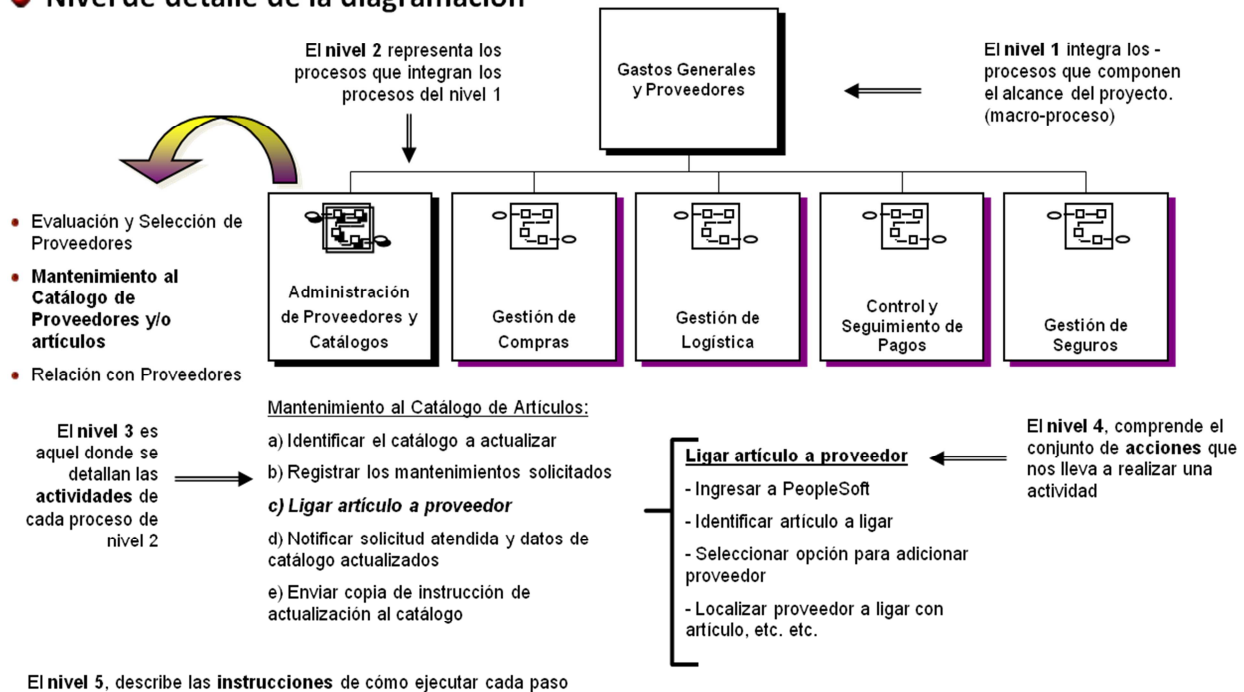 Nivel de detalle de la diagramación
El nivel 2 representa los
procesos que integran los
procesos del nivel 1
Gastos Generales
y Proveedores
El nivel 1 integra los -
procesos que componen
el alcance del proyecto.
(macro-proceso)
Evaluación y Selección de
Proveedores
Mantenimiento al
Catálogo de
Proveedores y/o
artículos
Relación con Proveedores
Administración
de Proveedores y
Catálogos
Gestión de
Compras
Gestión de
Logística
Control y
Seguimiento de
Pagos
Gestión de
Seguros
El nivel 3 es
aquel donde se
detallan las
actividades de
cada proceso de
nivel 2
Mantenimiento al Catálogo de Artículos:
a) Identificar el catálogo a actualizar
b) Registrar los mantenimientos solicitados
c) Ligar artículo a proveedor
d) Notificar solicitud atendida y datos de
catálogo actualizados
e) Enviar copia de instrucción de
actualización al catálogo
Ligar artículo a proveedor
- Ingresar a PeopleSoft
- Identificar artículo a ligar
- Seleccionar opción para adicionar
proveedor
- Localizar proveedor a ligar con
artículo, etc. etc.
El nivel 4, comprende el
conjunto de acciones que
nos lleva a realizar una
actividad
El nivel 5, describe las instrucciones de cómo ejecutar cada paso